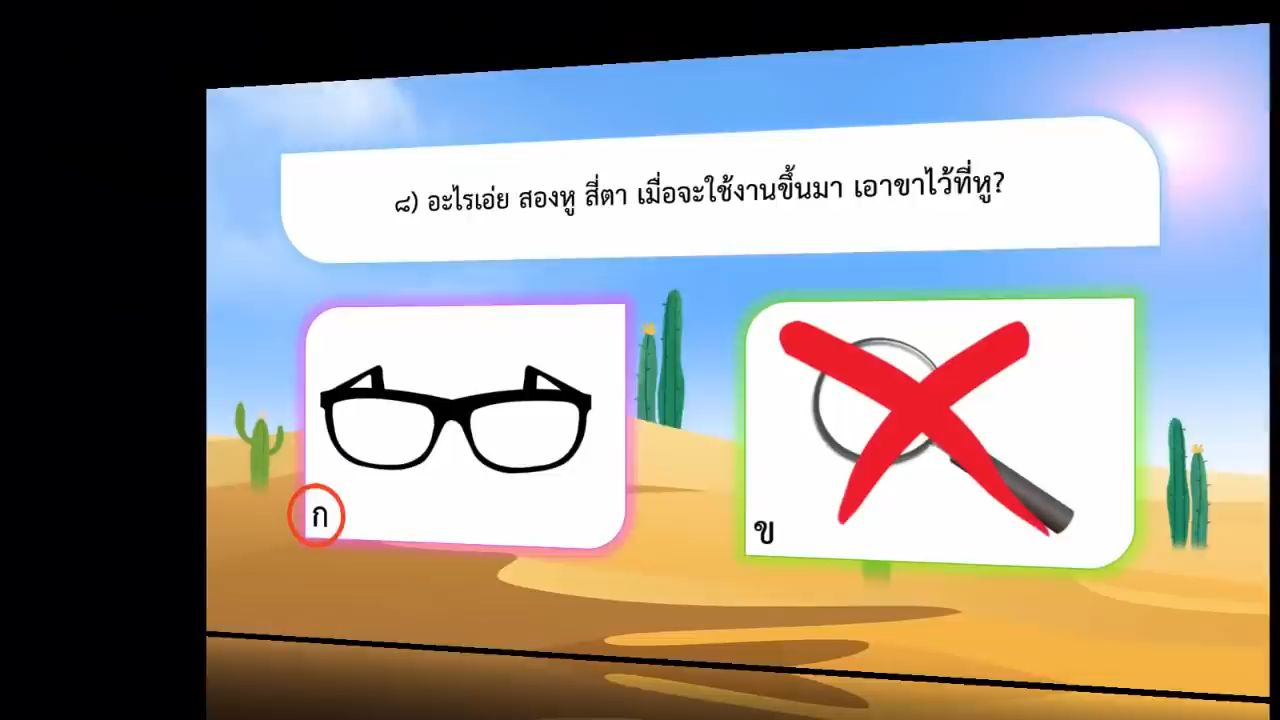 ๘) อะไรเอ่ย สองหู สี่ตา เมื่อจะใช้งานขึ้นมา เอาขาไว้ที่หู?
ก
ข